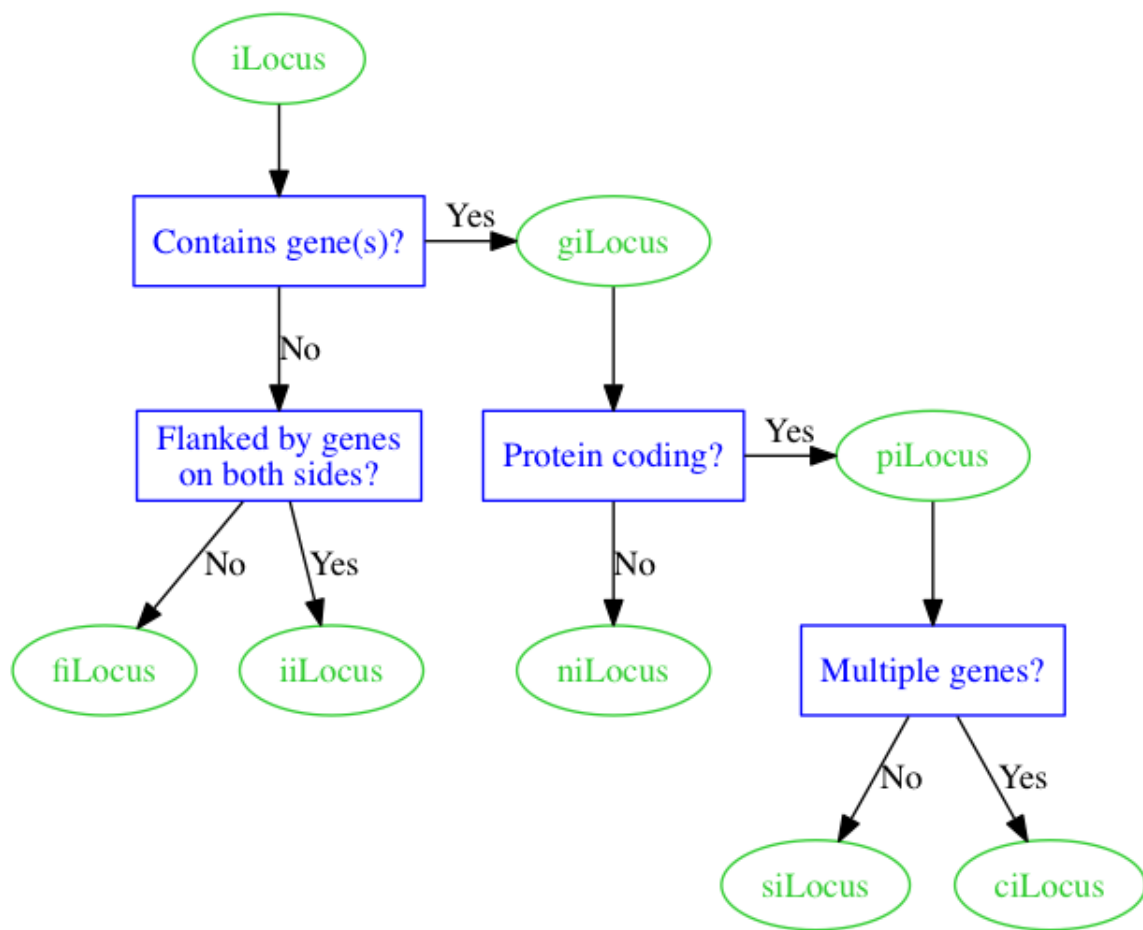 iLocus
Contains gene(s)?
Yes
giLocus
No
Flanked by genes
on both sides?
Protein coding?
Yes
piLocus
No
Yes
No
fiLocus
iiLocus
niLocus
Multiple genes?
No
Yes
siLocus
ciLocus